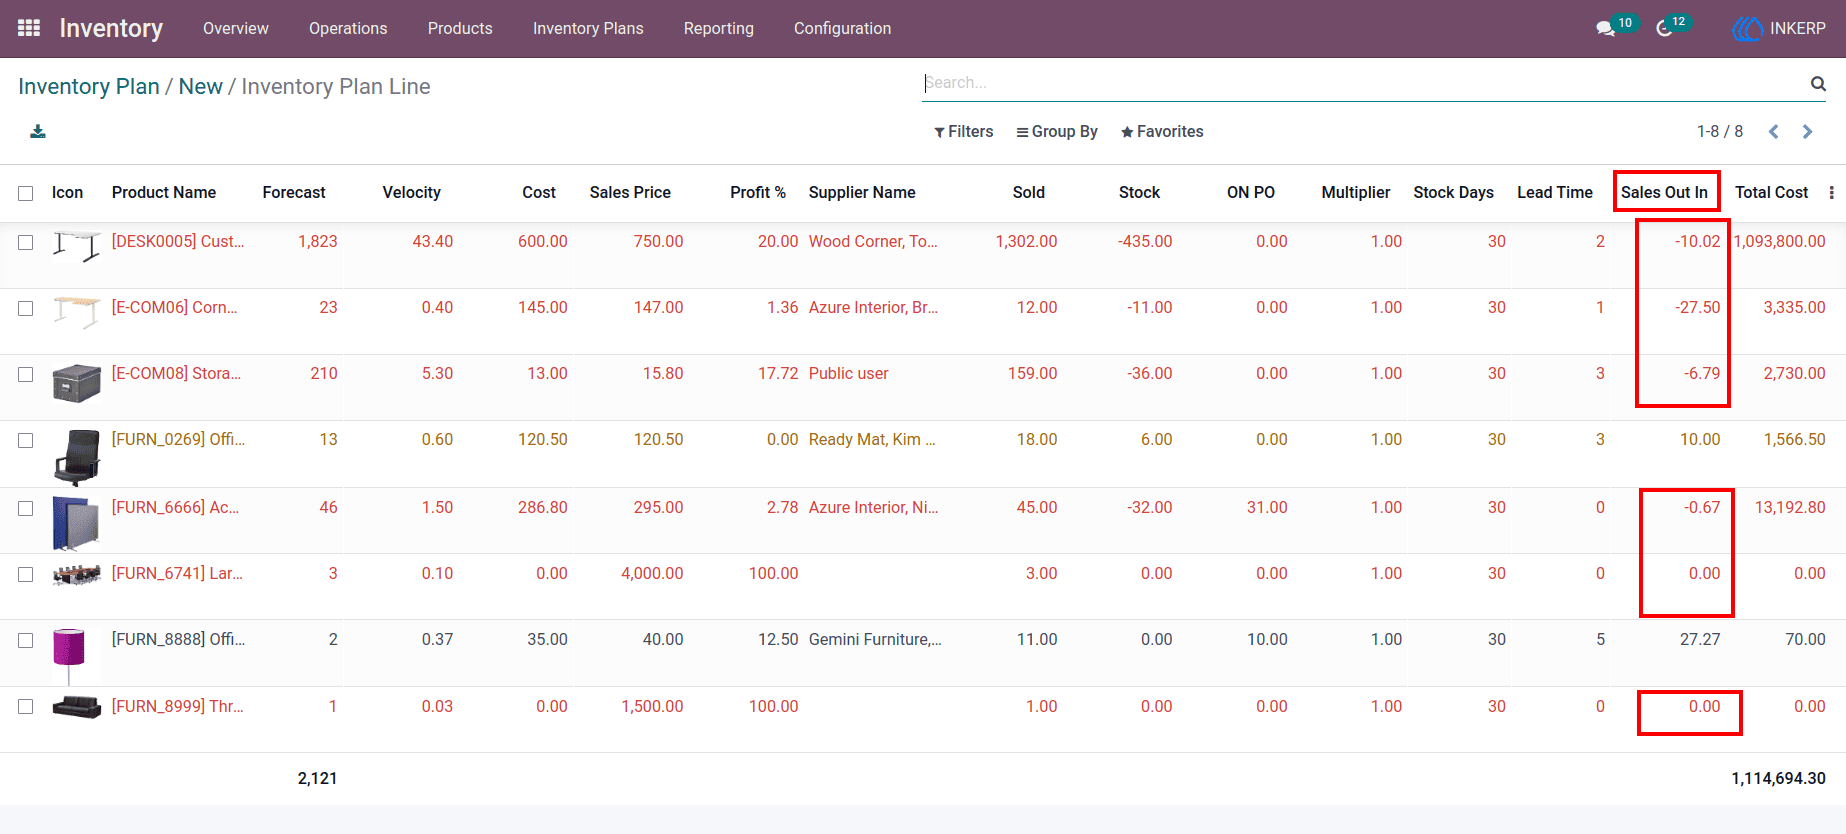 Inventory Overview Operations Products Inventory Plans Reporting Configuration 10 12 INKERP
Inventory Plan / New / Inventory Plan Line Search...
Filters Group By Favorites 1-8 / 8
Icon Product Name Forecast Velocity Cost Sales Price Profit % Supplier Name Sold Stock ON PO Multiplier Stock Days Lead Time Sales Out In Total Cost
[DESK0005] Cust... 1,823 43.40 600.00 750.00 20.00 Wood Corner, To... 1,302.00 -435.00 0.00 1.00 30 2 -10.02 1,093,800.00
[E-COM06] Corn... 23 0.40 145.00 147.00 1.36 Azure Interior, Br... 12.00 -11.00 0.00 1.00 30 1 -27.50 3,335.00
[E-COM08] Stora... 210 5.30 13.00 15.80 17.72 Public user 159.00 -36.00 0.00 1.00 30 3 -6.79 2,730.00
[FURN_0269] Offi... 13 0.60 120.50 120.50 0.00 Ready Mat, Kim ... 18.00 6.00 0.00 1.00 30 3 10.00 1,566.50
[FURN_6666] Ac... 46 1.50 286.80 295.00 2.78 Azure Interior, Ni... 45.00 -32.00 31.00 1.00 30 0 -0.67 13,192.80
[FURN_6741] Lar... 3 0.10 0.00 4,000.00 100.00 3.00 0.00 0.00 1.00 30 0 0.00 0.00
[FURN_8888] Offi... 2 0.37 35.00 40.00 12.50 Gemini Furniture,... 11.00 0.00 10.00 1.00 30 5 27.27 70.00
[FURN_8999] Thr... 1 0.03 0.00 1,500.00 100.00 1.00 0.00 0.00 1.00 30 0 0.00 0.00
2,121 1,114,694.30